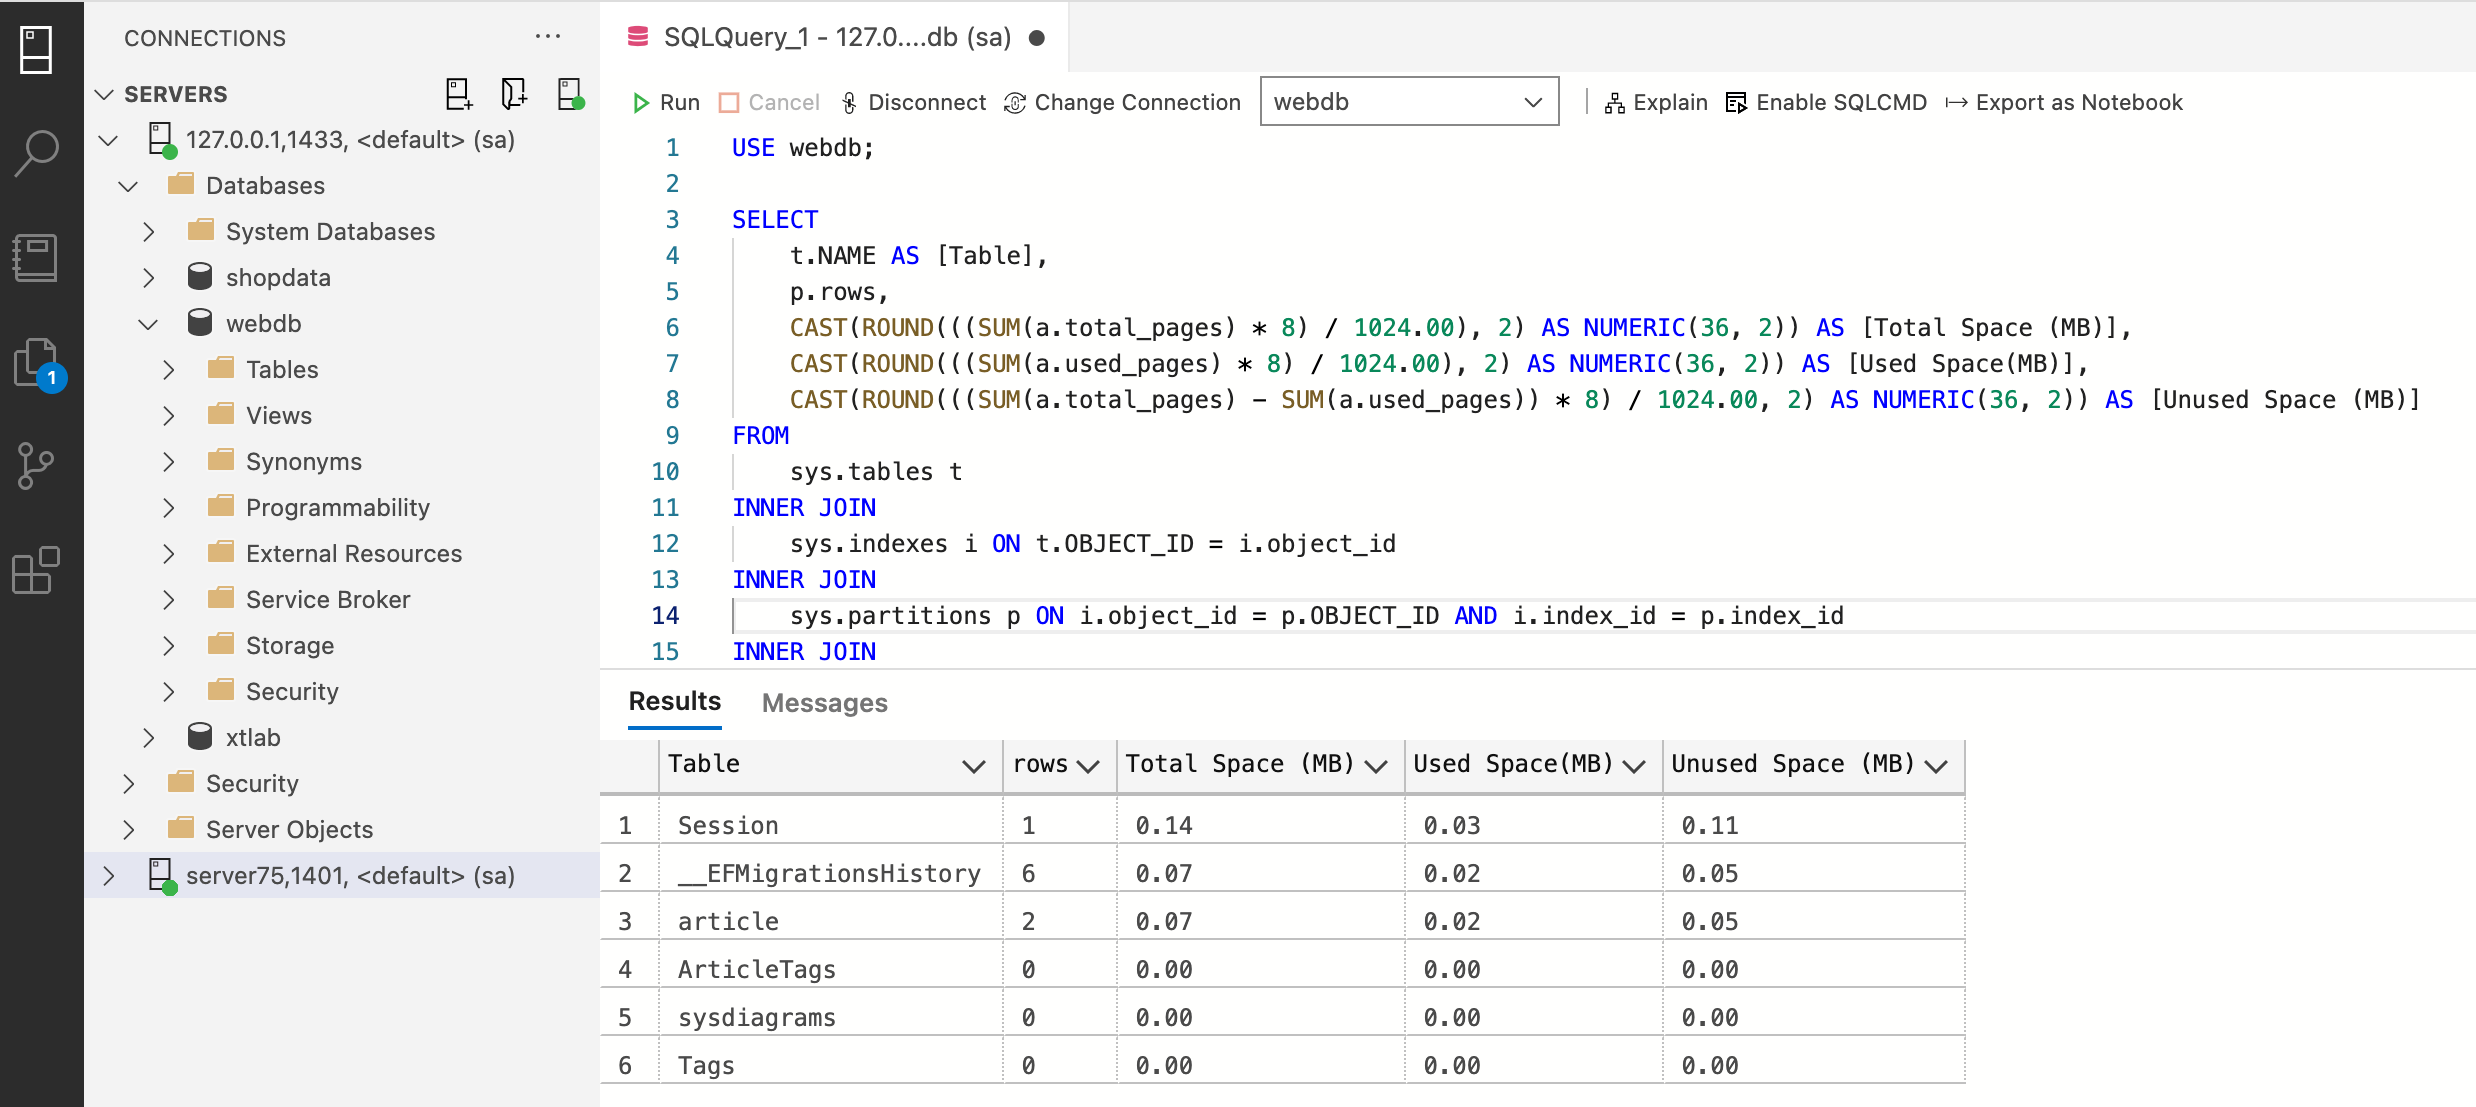 CONNECTIONS
SERVERS
127.0.0.1,1433, <default> (sa)
Databases
System Databases
shopdata
webdb
Tables
Views
Synonyms
Programmability
External Resources
Service Broker
Storage
Security
xtlab
Security
Server Objects
server75,1401, <default> (sa)
1
SQLQuery_1 - 127.0....db (sa)
Run Cancel Disconnect Change Connection webdb Explain Enable SQLCMD Export as Notebook
1 USE webdb;
2
3 SELECT
4 t.NAME AS [Table],
5 p.rows,
6 CAST(ROUND(((SUM(a.total_pages) * 8) / 1024.00), 2) AS NUMERIC(36, 2)) AS [Total Space (MB)],
7 CAST(ROUND(((SUM(a.used_pages) * 8) / 1024.00), 2) AS NUMERIC(36, 2)) AS [Used Space(MB)],
8 CAST(ROUND(((SUM(a.total_pages) - SUM(a.used_pages)) * 8) / 1024.00, 2) AS NUMERIC(36, 2)) AS [Unused Space (MB)]
9 FROM
10 sys.tables t
11 INNER JOIN
12 sys.indexes i ON t.OBJECT_ID = i.object_id
13 INNER JOIN
14 sys.partitions p ON i.object_id = p.OBJECT_ID AND i.index_id = p.index_id
15 INNER JOIN
Results Messages
Table rows Total Space (MB) Used Space(MB) Unused Space (MB)
1 Session 1 0.14 0.03 0.11
2 __EFMigrationsHistory 6 0.07 0.02 0.05
3 article 2 0.07 0.02 0.05
4 ArticleTags 0 0.00 0.00 0.00
5 sysdiagrams 0 0.00 0.00 0.00
6 Tags 0 0.00 0.00 0.00